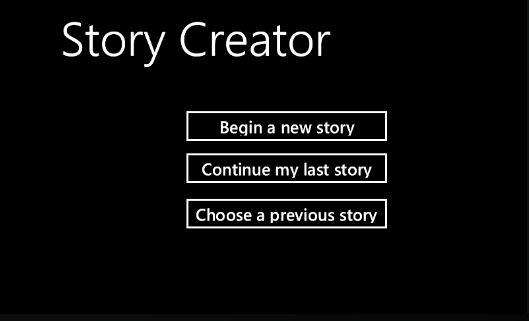 Story Creator
Begin a new story
Continue my last story
Choose a previous story